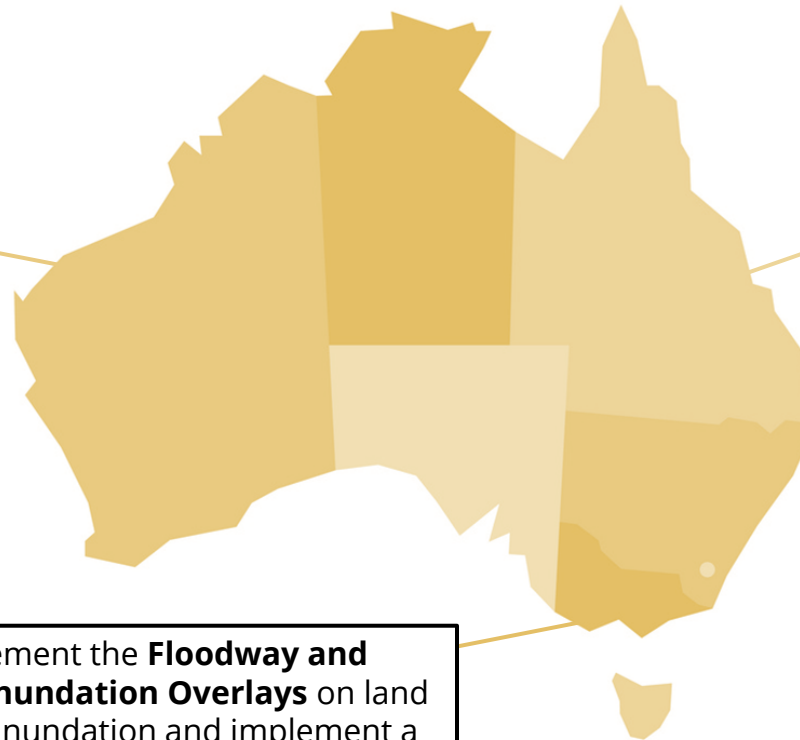 ement the Floodway and
nundation Overlays on land
nundation and implement a